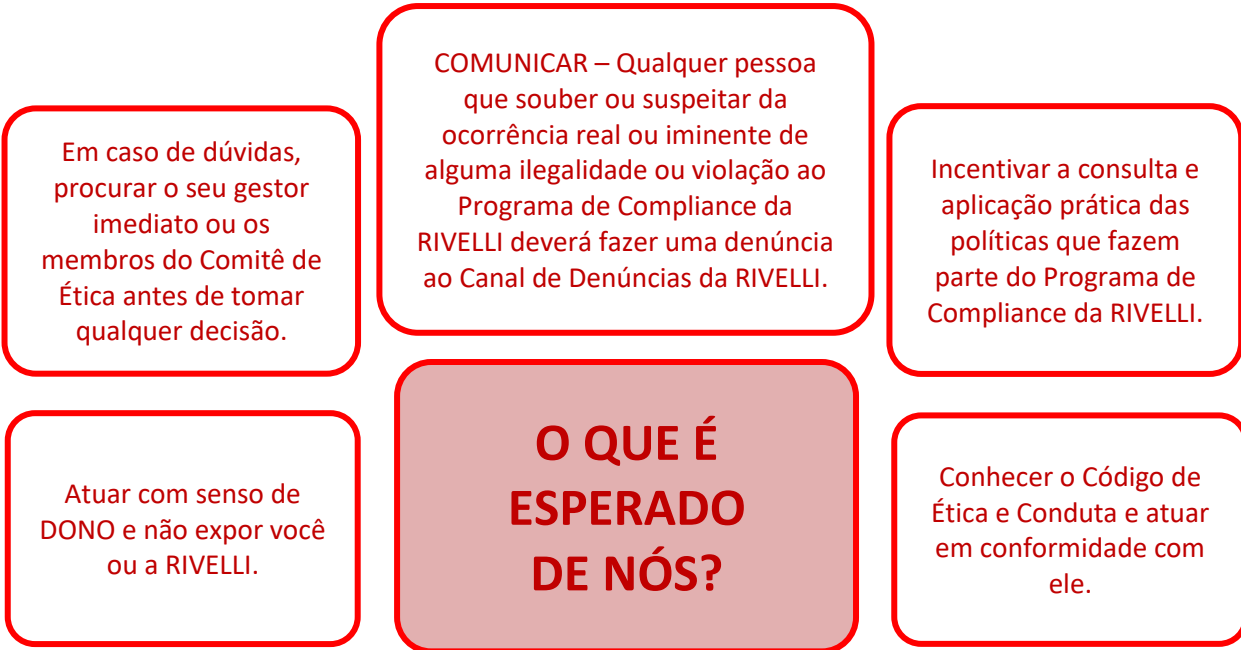 COMUNICAR – Qualquer pessoa
que souber ou suspeitar da
ocorrência real ou iminente de
alguma ilegalidade ou violação ao
Programa de Compliance da
RIVELLI deverá fazer uma denúncia
ao Canal de Denúncias da RIVELLI.
Em caso de dúvidas,
procurar o seu gestor
imediato ou os
membros do Comitê de
Ética antes de tomar
qualquer decisão.
Incentivar a consulta e
aplicação prática das
políticas que fazem
parte do Programa de
Compliance da RIVELLI.
Atuar com senso de
DONO e não expor você
ou a RIVELLI.
O QUE É
ESPERADO
DE NÓS?
Conhecer o Código de
Ética e Conduta e atuar
em conformidade com
ele.